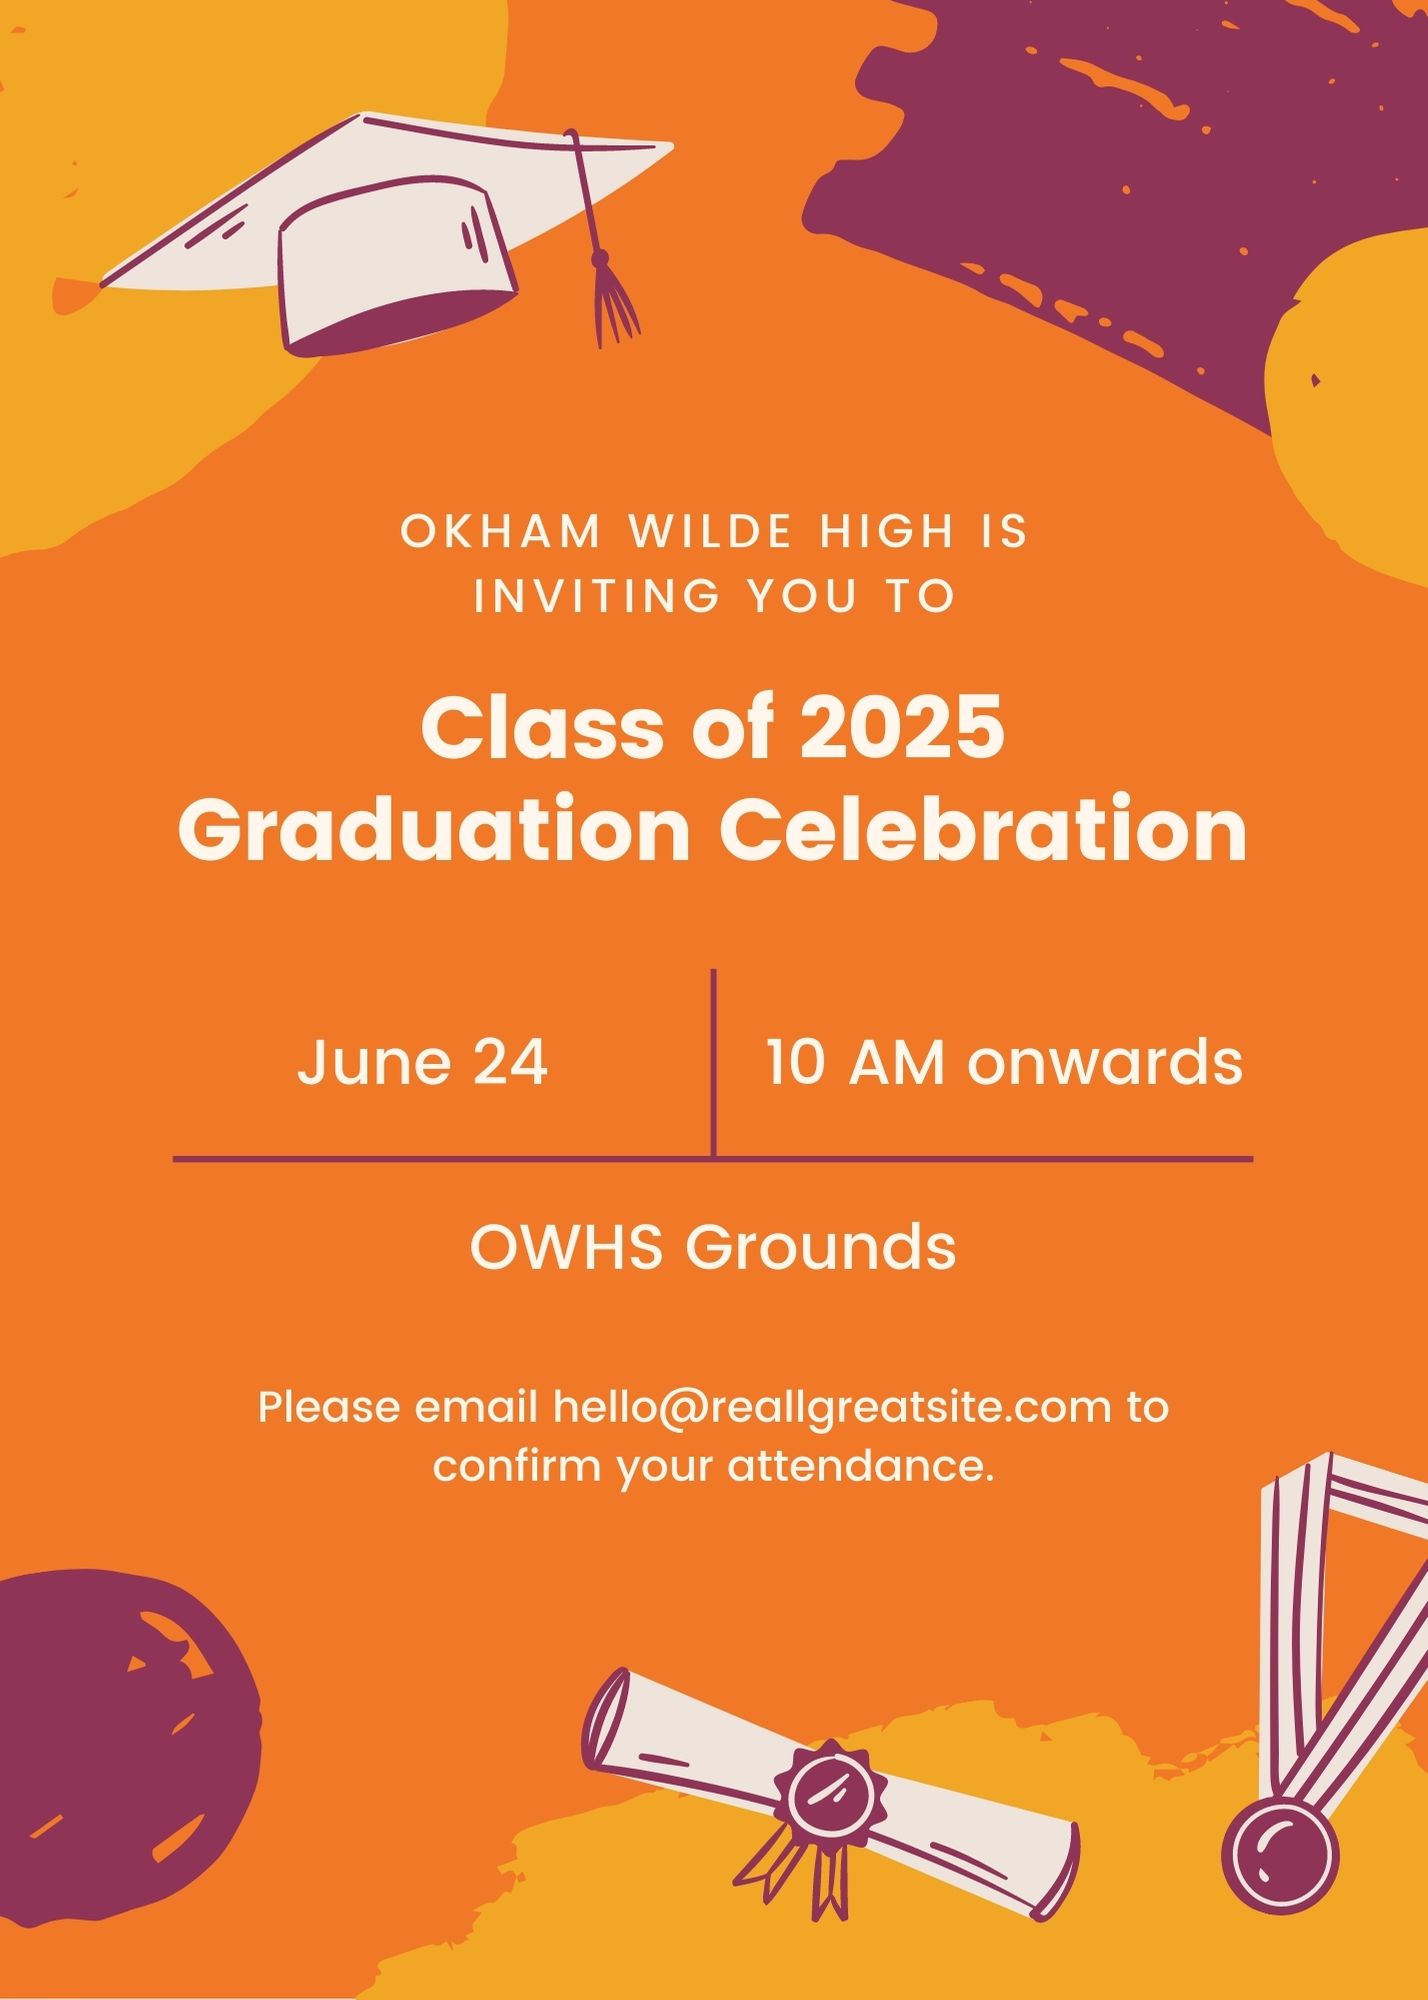 OKHAM WILDE HIGH IS
INVITING YOU TO
Class of 2025
Graduation Celebration
June 24
10 AM onwards
OWHS Grounds
Please email hello@reallgreatsite.com to
confirm your attendance.